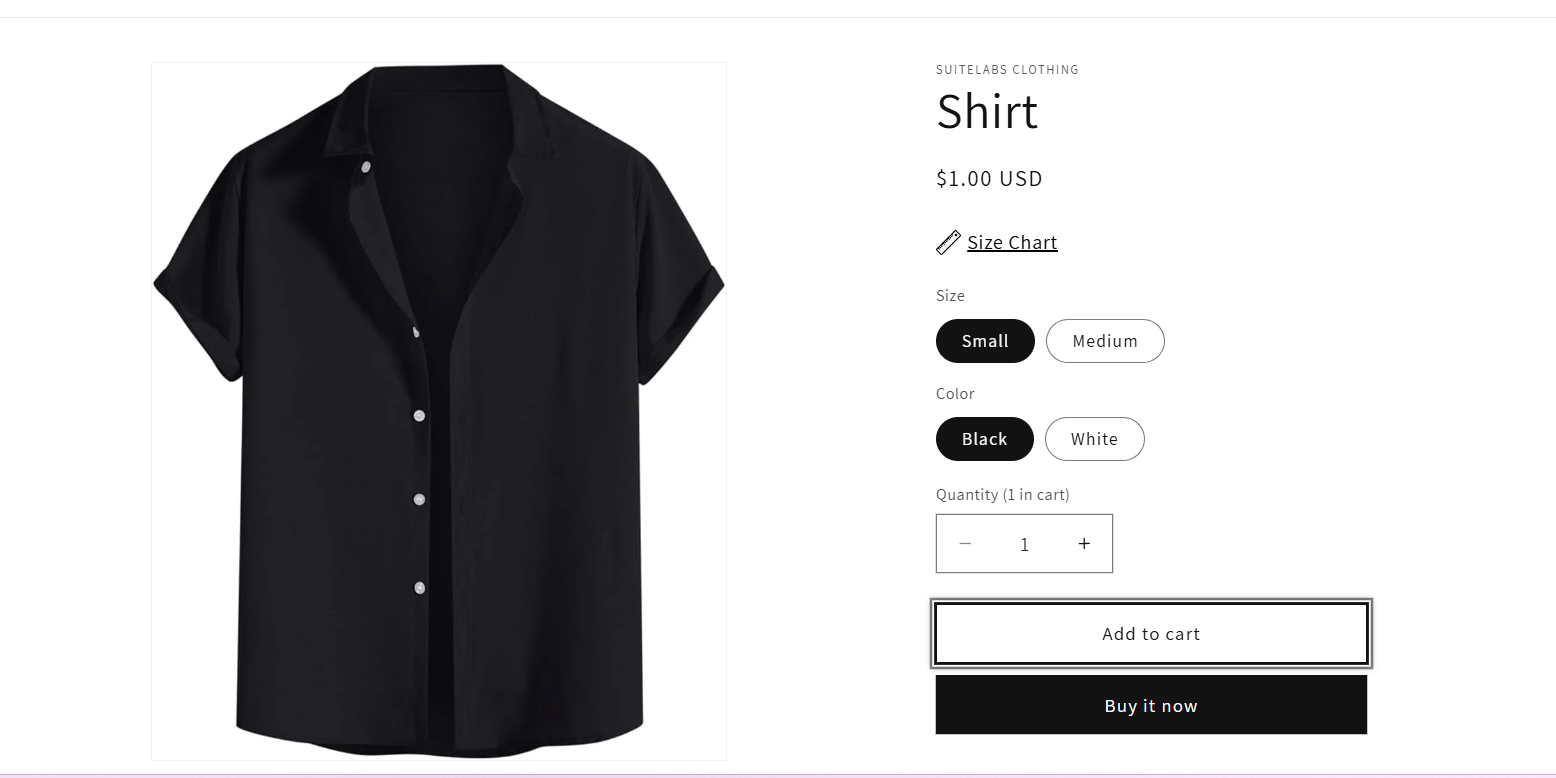 SUITELABS CLOTHING
Shirt
$1.00 USD
Size Chart
Size
Small Medium
Color
Black White
Quantity (1 in cart)
− 1 +
Add to cart
Buy it now